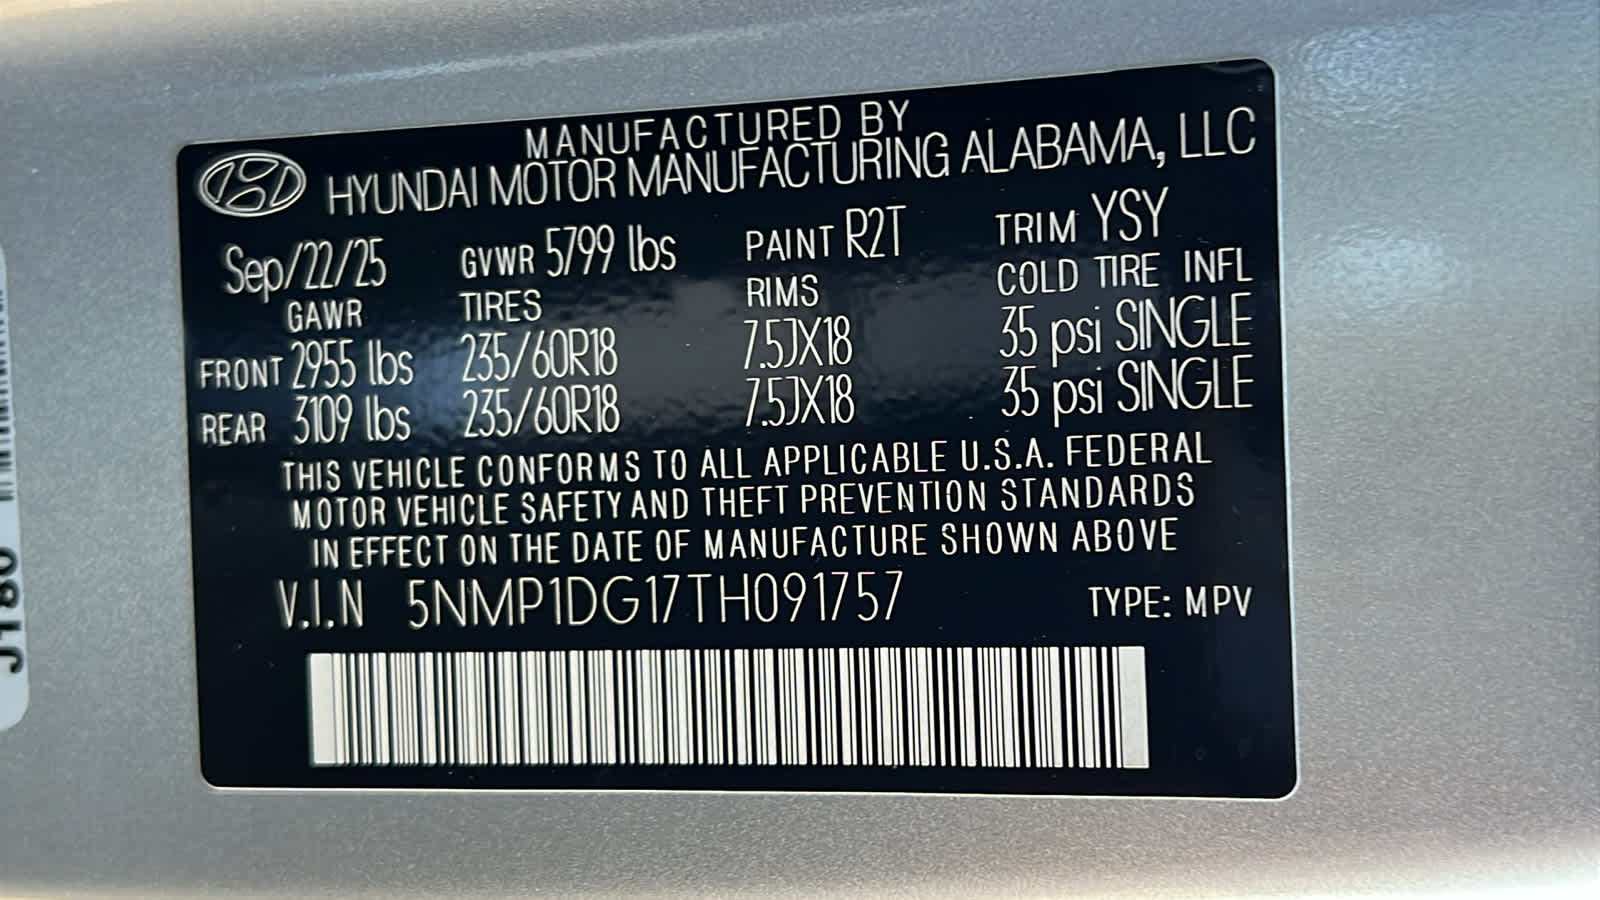 MANUFACTURED BY
HYUNDAI MOTOR MANUFACTURING ALABAMA, LLC
Sep/22/25 GVWR 5799 lbs PAINT R2T TRIM YSY
GAWR TIRES RIMS COLD TIRE INFL
FRONT 2955 lbs 235/60R18 7.5JX18 35 psi SINGLE
REAR 3109 lbs 235/60R18 7.5JX18 35 psi SINGLE
THIS VEHICLE CONFORMS TO ALL APPLICABLE U.S.A. FEDERAL
MOTOR VEHICLE SAFETY AND THEFT PREVENTION STANDARDS
IN EFFECT ON THE DATE OF MANUFACTURE SHOWN ABOVE
V.I.N 5NMP1DG17TH091757 TYPE: MPV